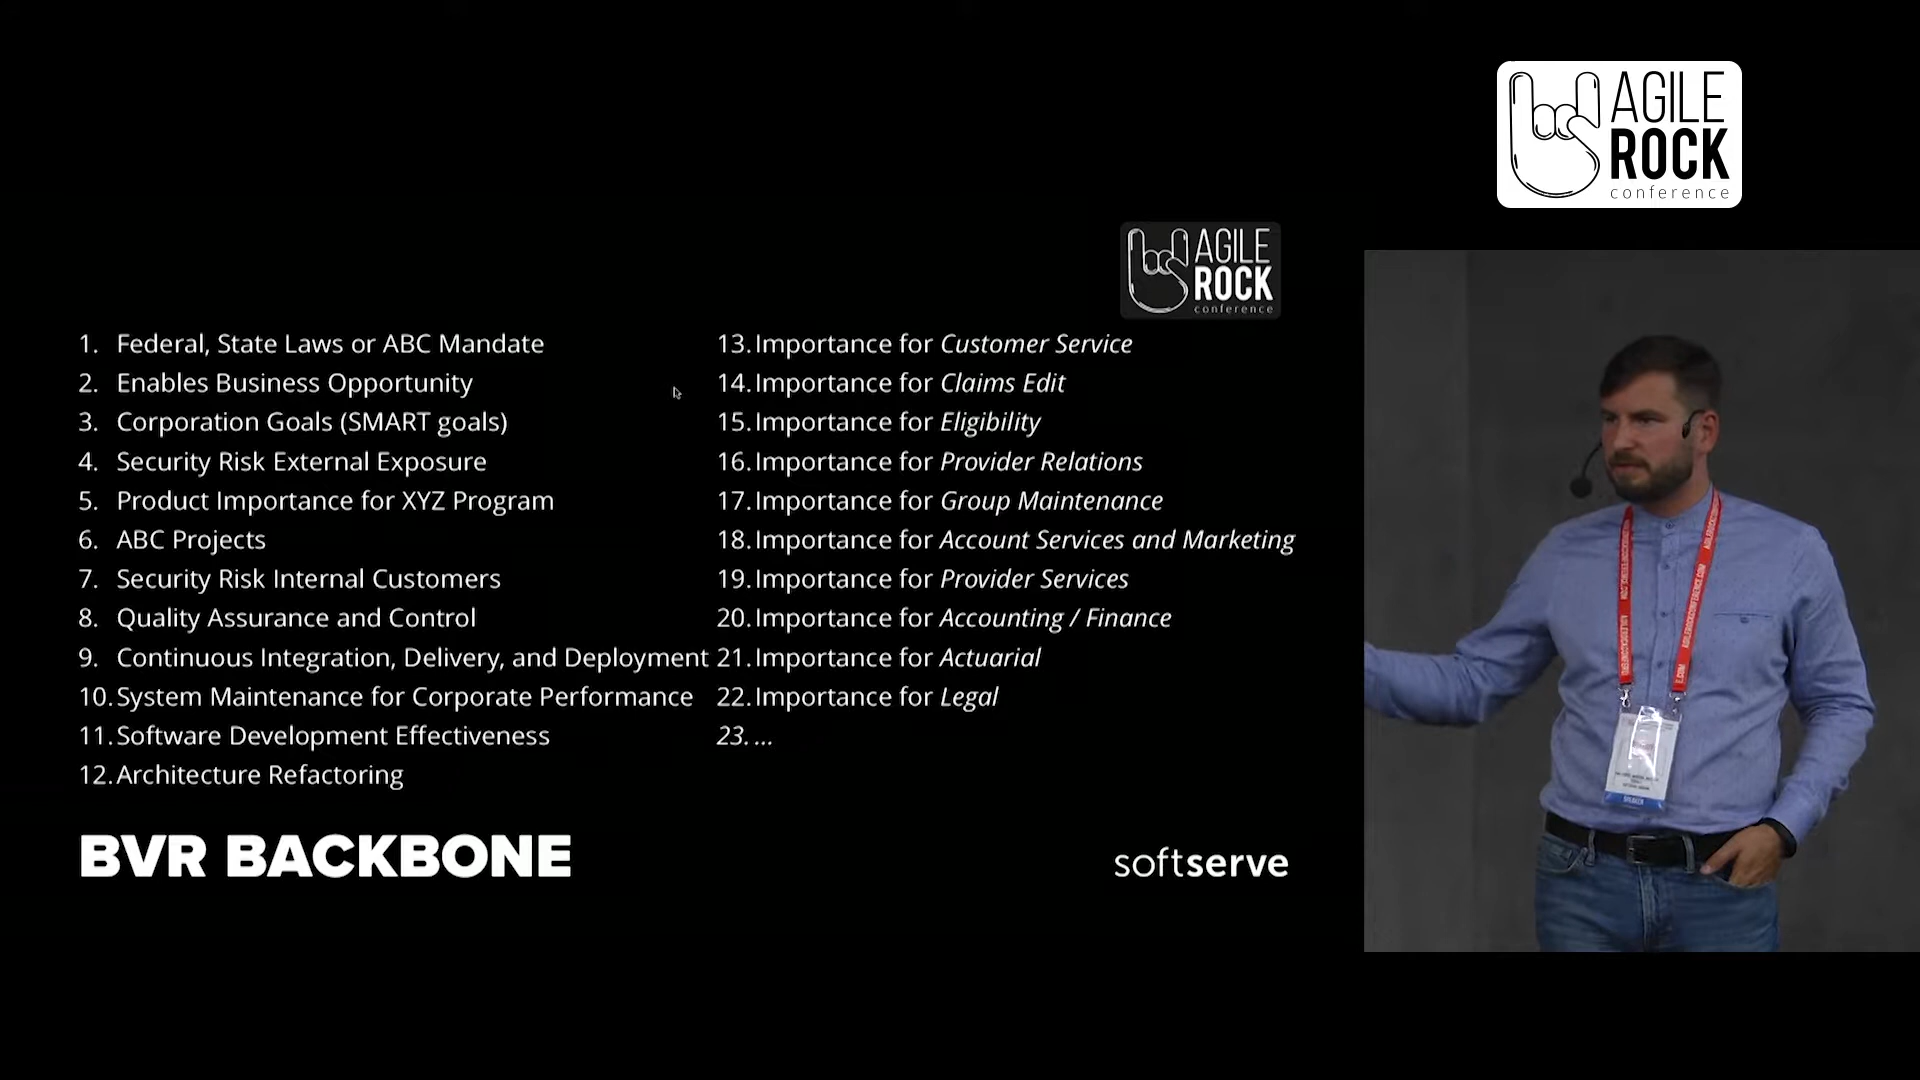 AGILE
ROCK
conference
AGILE
ROCK
conference
1. Federal, State Laws or ABC Mandate
2. Enables Business Opportunity
3. Corporation Goals (SMART goals)
4. Security Risk External Exposure
5. Product Importance for XYZ Program
6. ABC Projects
7. Security Risk Internal Customers
8. Quality Assurance and Control
9. Continuous Integration, Delivery, and Deployment
10. System Maintenance for Corporate Performance
11. Software Development Effectiveness
12. Architecture Refactoring
13. Importance for Customer Service
14. Importance for Claims Edit
15. Importance for Eligibility
16. Importance for Provider Relations
17. Importance for Group Maintenance
18. Importance for Account Services and Marketing
19. Importance for Provider Services
20. Importance for Accounting / Finance
21. Importance for Actuarial
22. Importance for Legal
23. ...
BVR BACKBONE
softserve
AGILEROCKCONFERENCE.COM
SPEAKER